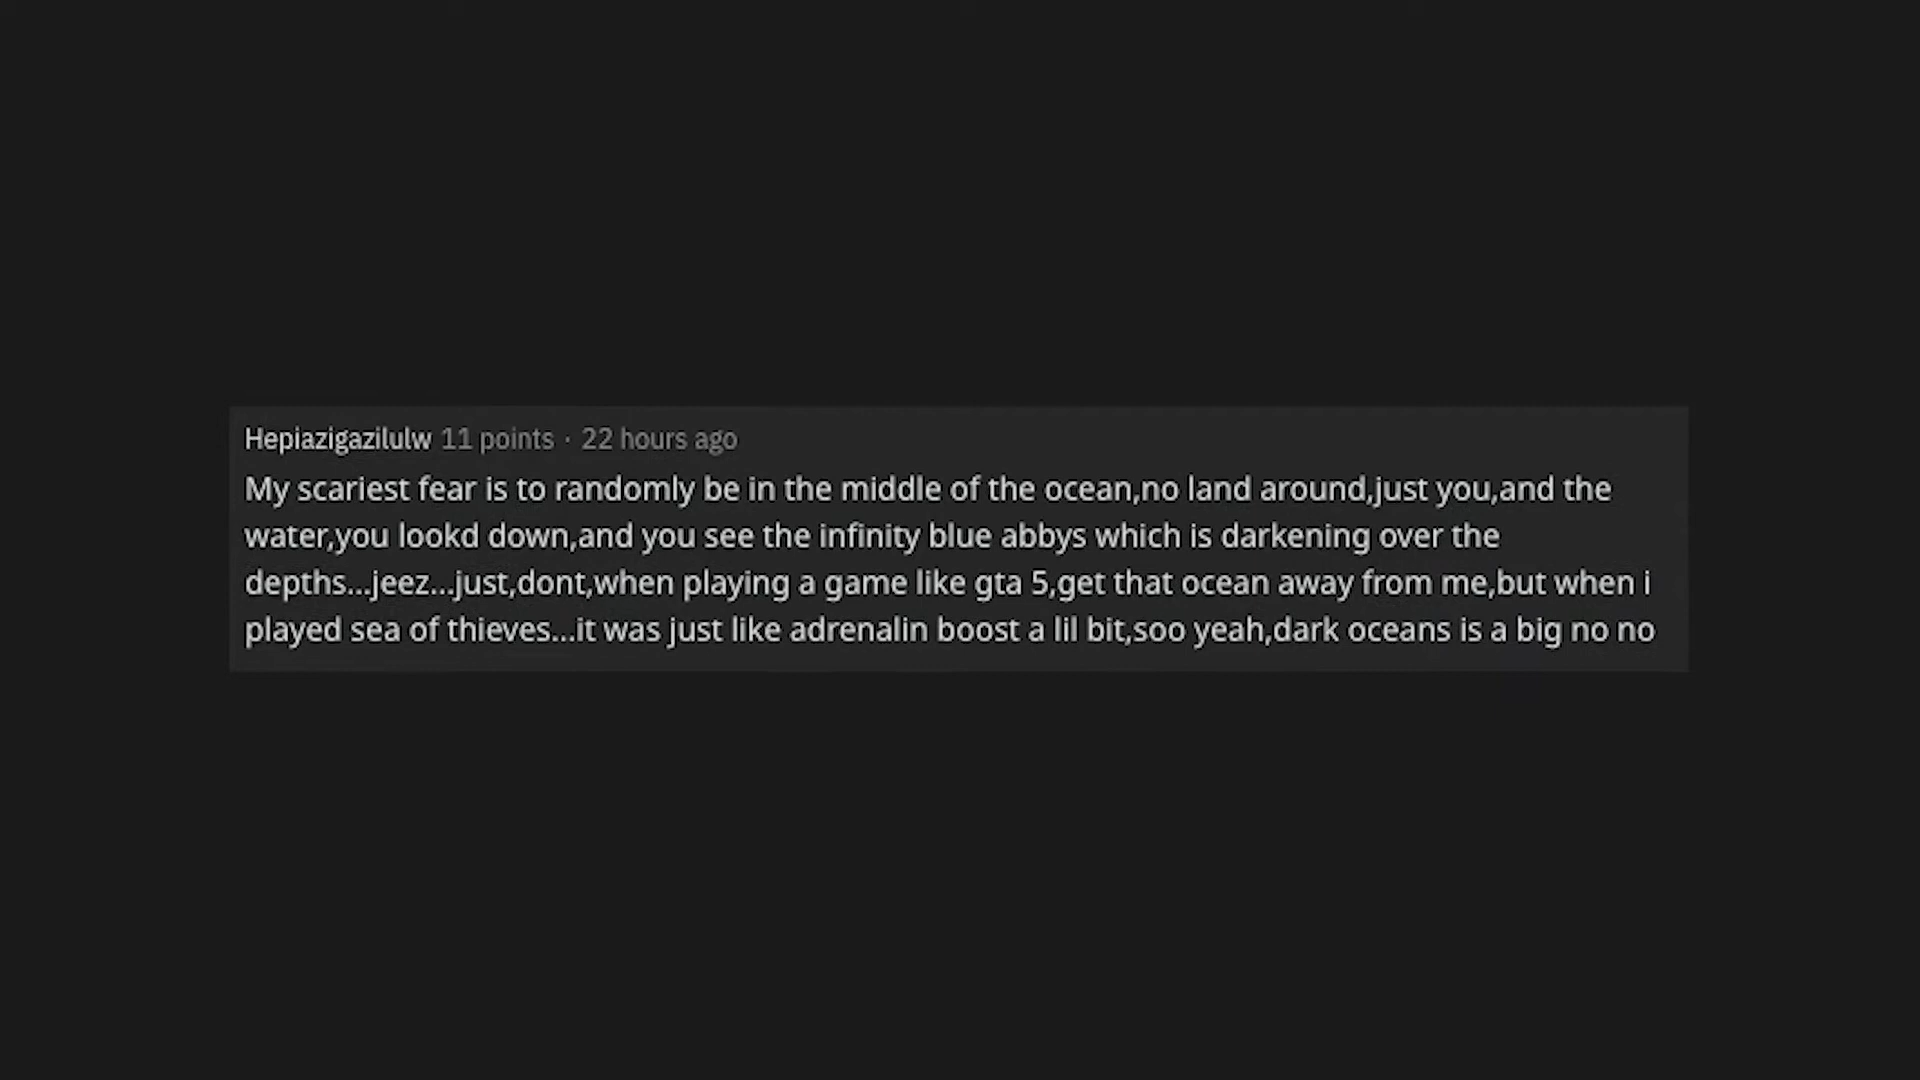 Hepiazigazilulw 11 points · 22 hours ago
My scariest fear is to randomly be in the middle of the ocean,no land around,just you,and the
water,you lookd down,and you see the infinity blue abbys which is darkening over the
depths...jeez...just,dont,when playing a game like gta 5,get that ocean away from me,but when i
played sea of thieves...it was just like adrenalin boost a lil bit,soo yeah,dark oceans is a big no no